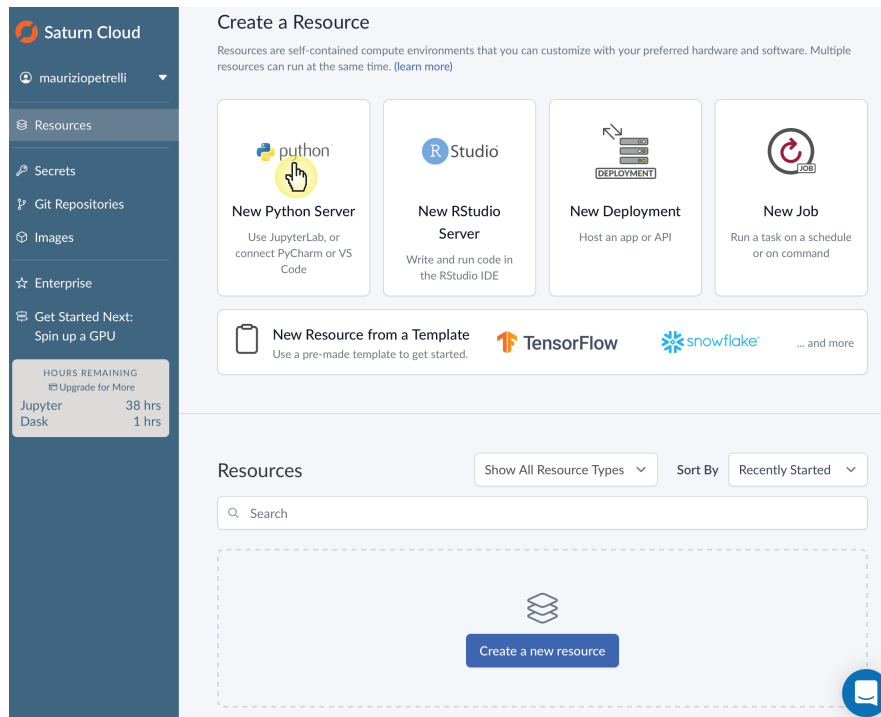 Saturn Cloud
mauriziopetrelli
Resources
Secrets
Git Repositories
Images
Enterprise
Get Started Next:
Spin up a GPU
HOURS REMAINING
Upgrade for More
Jupyter 38 hrs
Dask 1 hrs
Create a Resource
Resources are self-contained compute environments that you can customize with your preferred hardware and software. Multiple
resources can run at the same time. (learn more)
python
New Python Server
Use JupyterLab, or
connect PyCharm or VS
Code
R Studio
New RStudio
Server
Write and run code in
the RStudio IDE
DEPLOYMENT
New Deployment
Host an app or API
JOB
New Job
Run a task on a schedule
or on command
New Resource from a Template
Use a pre-made template to get started.
TensorFlow
snowflake
... and more
Resources
Show All Resource Types
Sort By
Recently Started
Search
Create a new resource